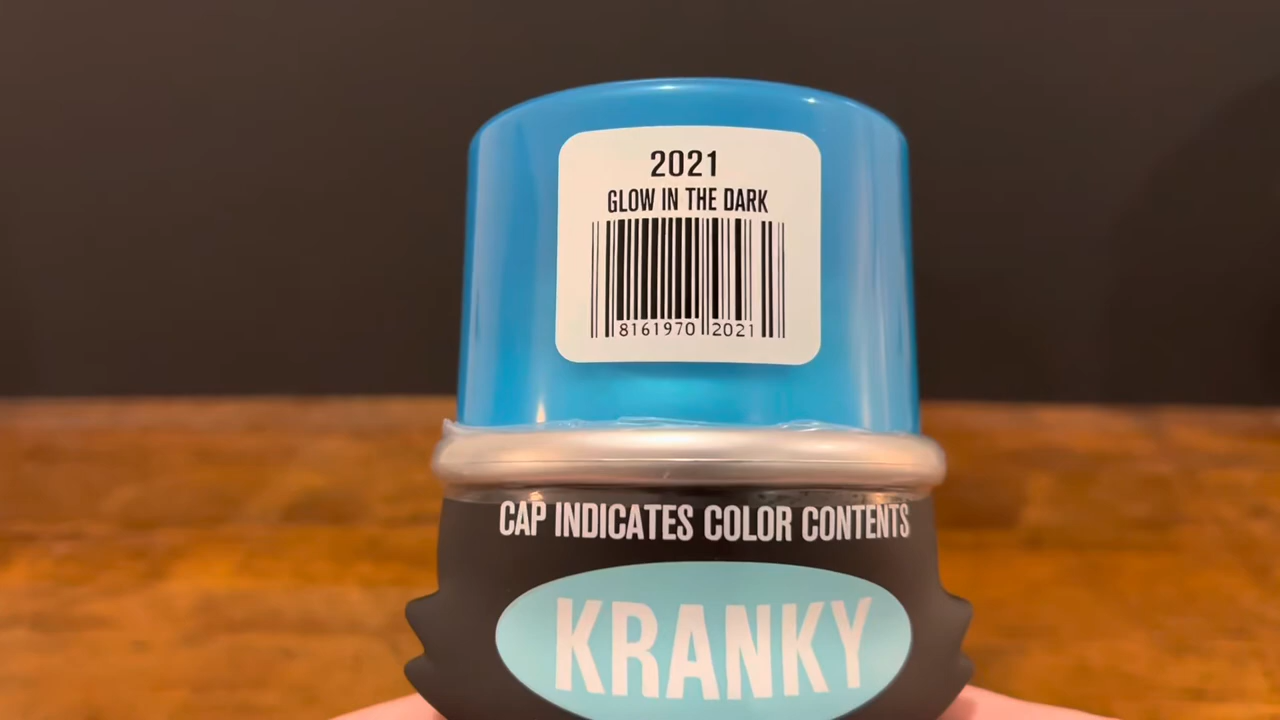 2021
GLOW IN THE DARK
8161970 2021
CAP INDICATES COLOR CONTENTS
KRANKY